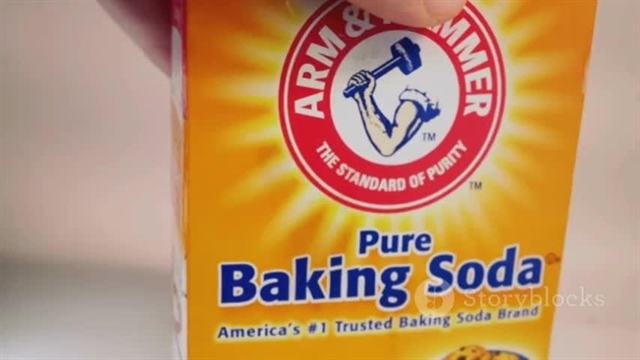 ARM & HAMMER
TM
THE STANDARD OF PURITY
TM
Pure
Baking Soda
America's #1 Trusted Baking Soda Brand
Storyblocks